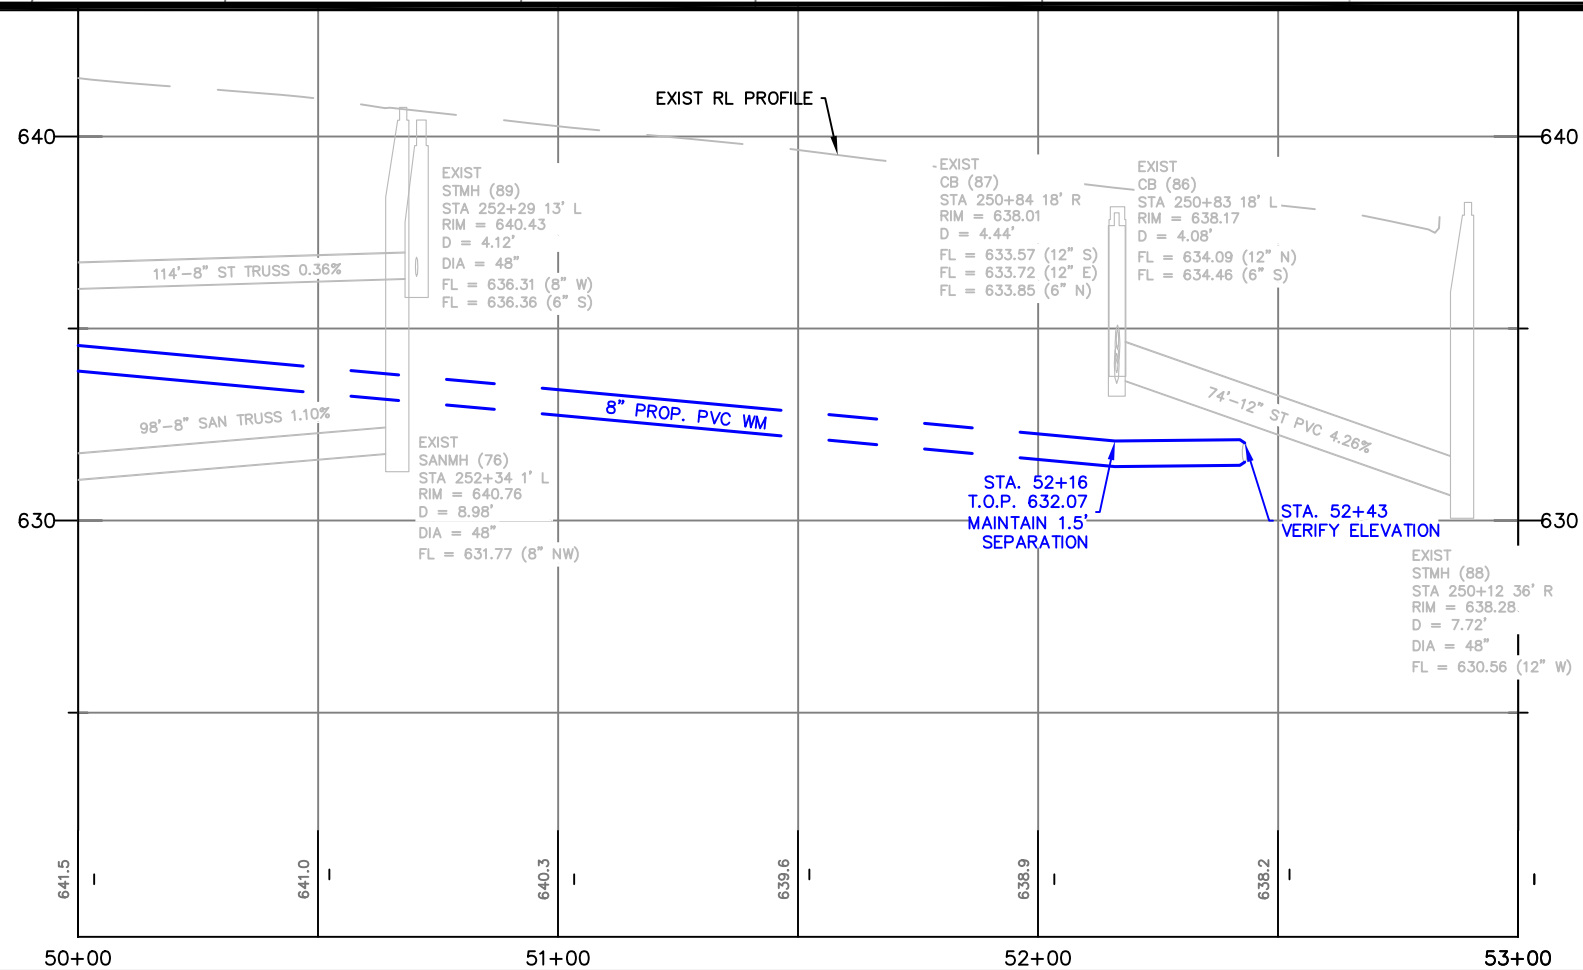 EXIST RL PROFILE
640
640
EXIST
STMH (89)
STA 252+29 13' L
RIM = 640.43
D = 4.12'
DIA = 48"
FL = 636.31 (8" W)
FL = 636.36 (6" S)
-EXIST
CB (87)
STA 250+84 18' R
RIM = 638.01
D = 4.44'
FL = 633.57 (12" S)
FL = 633.72 (12" E)
FL = 633.85 (6" N)
EXIST
CB (86)
STA 250+83 18' L
RIM = 638.17
D = 4.08'
FL = 634.09 (12" N)
FL = 634.46 (6" S)
114'-8" ST TRUSS 0.36%
8" PROP. PVC WM
98'-8" SAN TRUSS 1.10%
74'-12" ST PVC 4.26%
EXIST
SANMH (76)
STA 252+34 1' L
RIM = 640.76
D = 8.98'
DIA = 48"
FL = 631.77 (8" NW)
STA. 52+16
T.O.P. 632.07
MAINTAIN 1.5'
SEPARATION
STA. 52+43
VERIFY ELEVATION
630
630
EXIST
STMH (88)
STA 250+12 36' R
RIM = 638.28
D = 7.72'
DIA = 48"
FL = 630.56 (12" W)
641.5
641.0
640.3
639.6
638.9
638.2
50+00
51+00
52+00
53+00